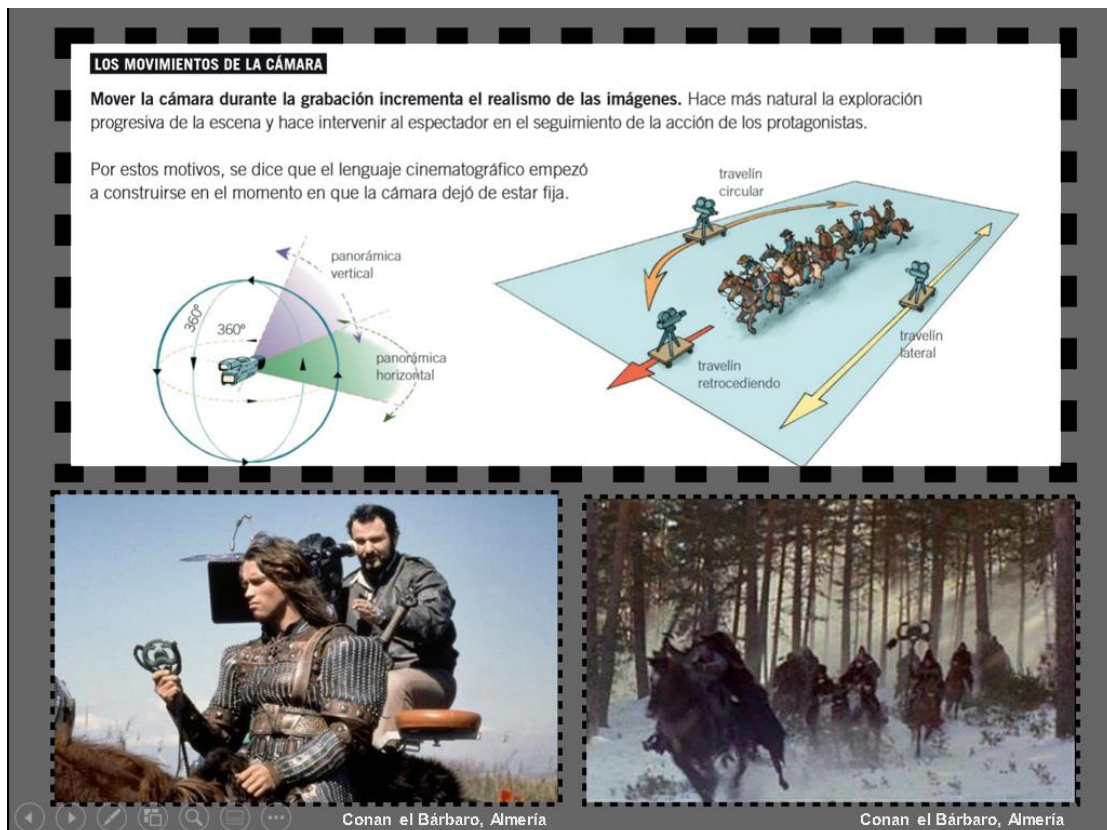 LOS MOVIMIENTOS DE LA CÁMARA
Mover la cámara durante la grabación incrementa el realismo de las imágenes. Hace más natural la exploración
progresiva de la escena y hace intervenir al espectador en el seguimiento de la acción de los protagonistas.
Por estos motivos, se dice que el lenguaje cinematográfico empezó
a construirse en el momento en que la cámara dejó de estar fija.
travelín
circular
panorámica
vertical
360º
360º
panorámica
horizontal
travelín
lateral
travelín
retrocediendo
Conan el Bárbaro, Almería
Conan el Bárbaro, Almería